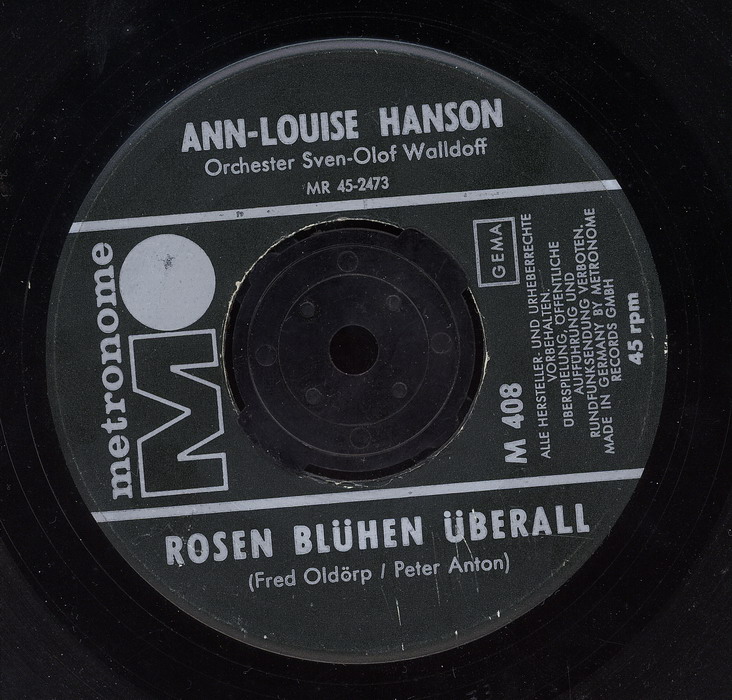 ANN-LOUISE HANSON
Orchester Sven-Olof Walldoff
MR 45-2473
metronome
M
GEMA
M 408
ALLE HERSTELLER- UND URHEBERRECHTE
VORBEHALTEN.
ÜBERSPIELUNG, ÖFFENTLICHE
AUFFÜHRUNG UND
RUNDFUNKSENDUNG VERBOTEN.
MADE IN GERMANY BY METRONOME
RECORDS GMBH
45 rpm
ROSEN BLÜHEN ÜBERALL
(Fred Oldörp / Peter Anton)